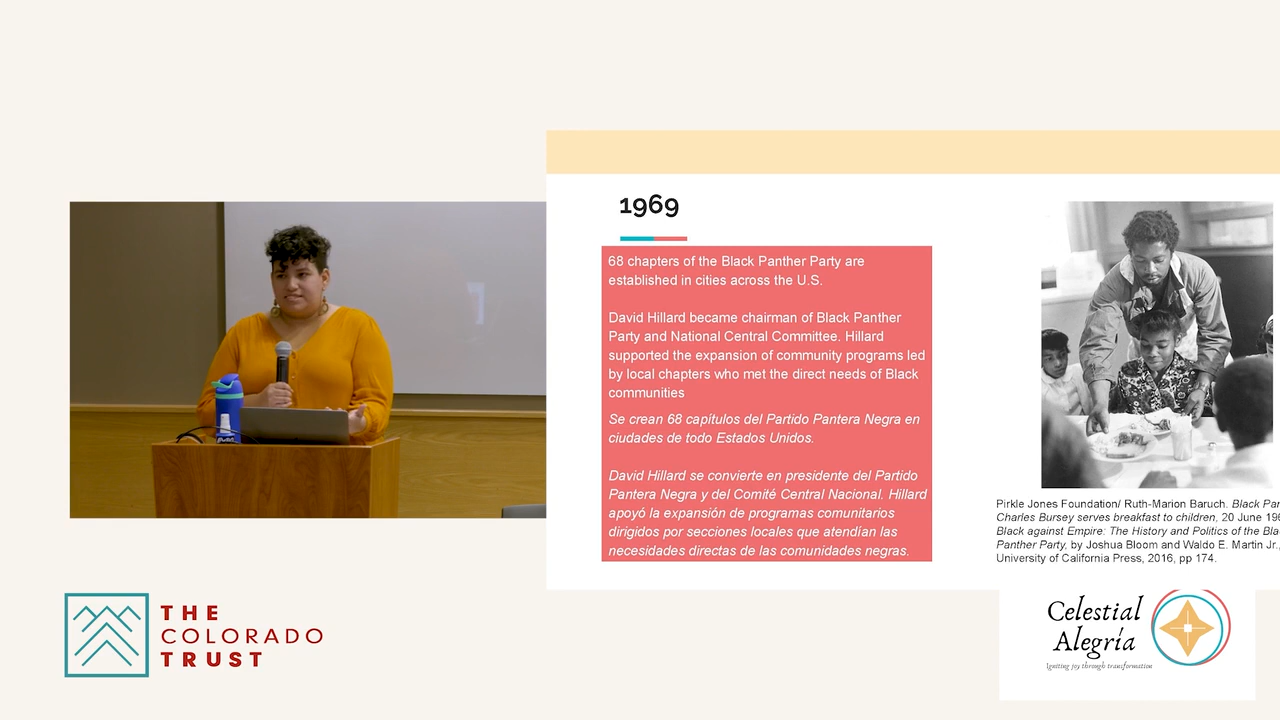 1969
68 chapters of the Black Panther Party are
established in cities across the U.S.
David Hillard became chairman of Black Panther
Party and National Central Committee. Hillard
supported the expansion of community programs led
by local chapters who met the direct needs of Black
communities
Se crean 68 capítulos del Partido Pantera Negra en
ciudades de todo Estados Unidos.
David Hillard se convierte en presidente del Partido
Pantera Negra y del Comité Central Nacional. Hillard
apoyó la expansión de programas comunitarios
dirigidos por secciones locales que atendían las
necesidades directas de las comunidades negras.
Pirkle Jones Foundation/ Ruth-Marion Baruch. Black
Charles Bursey serves breakfast to children, 20 June
Black against Empire: The History and Politics of the
Panther Party, by Joshua Bloom and Waldo E. Martin Jr.,
University of California Press, 2016, pp 174.
THE
COLORADO
TRUST
Celestial
Alegría
Igniting joy through transformation